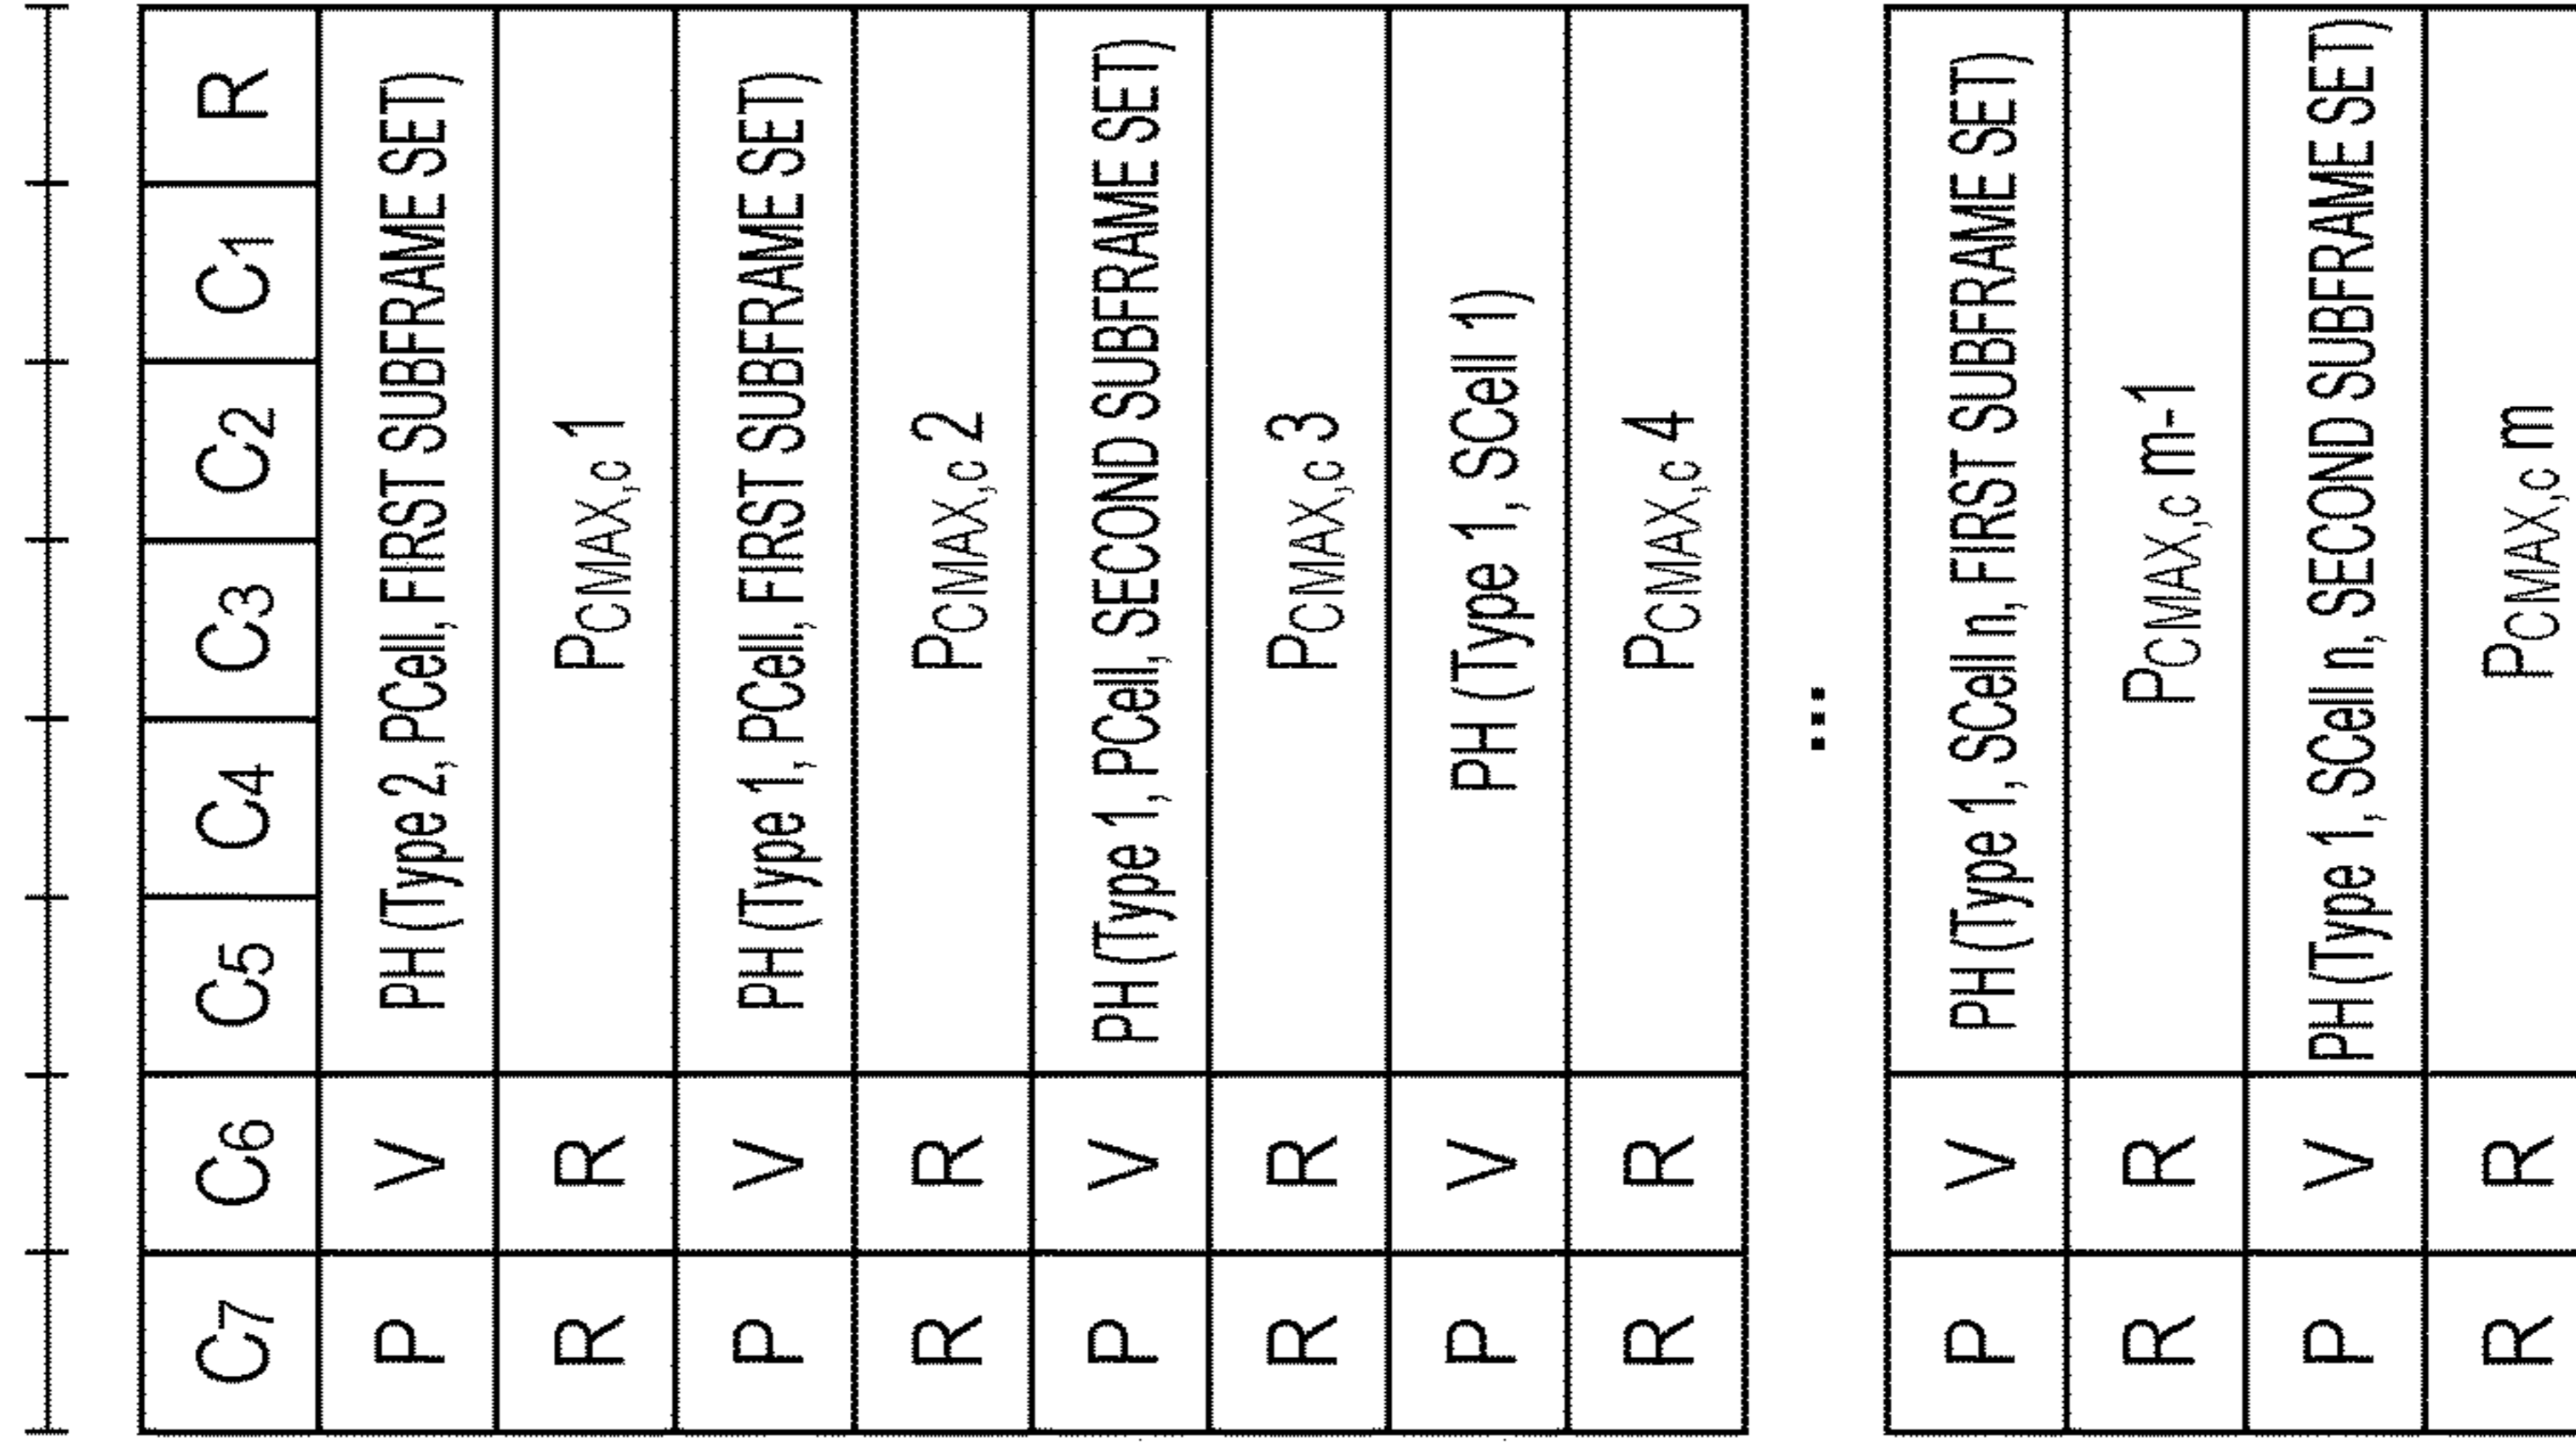 C7 C6 C5 C4 C3 C2 C1 R
P V PH (Type 2, PCell, FIRST SUBFRAME SET)
R R PCMAX,c 1
P V PH (Type 1, PCell, FIRST SUBFRAME SET)
R R PCMAX,c 2
P V PH (Type 1, PCell, SECOND SUBFRAME SET)
R R PCMAX,c 3
P V PH (Type 1, SCell 1)
R R PCMAX,c 4
...
P V PH (Type 1, SCell n, FIRST SUBFRAME SET)
R R PCMAX,c m-1
P V PH (Type 1, SCell n, SECOND SUBFRAME SET)
R R PCMAX,c m